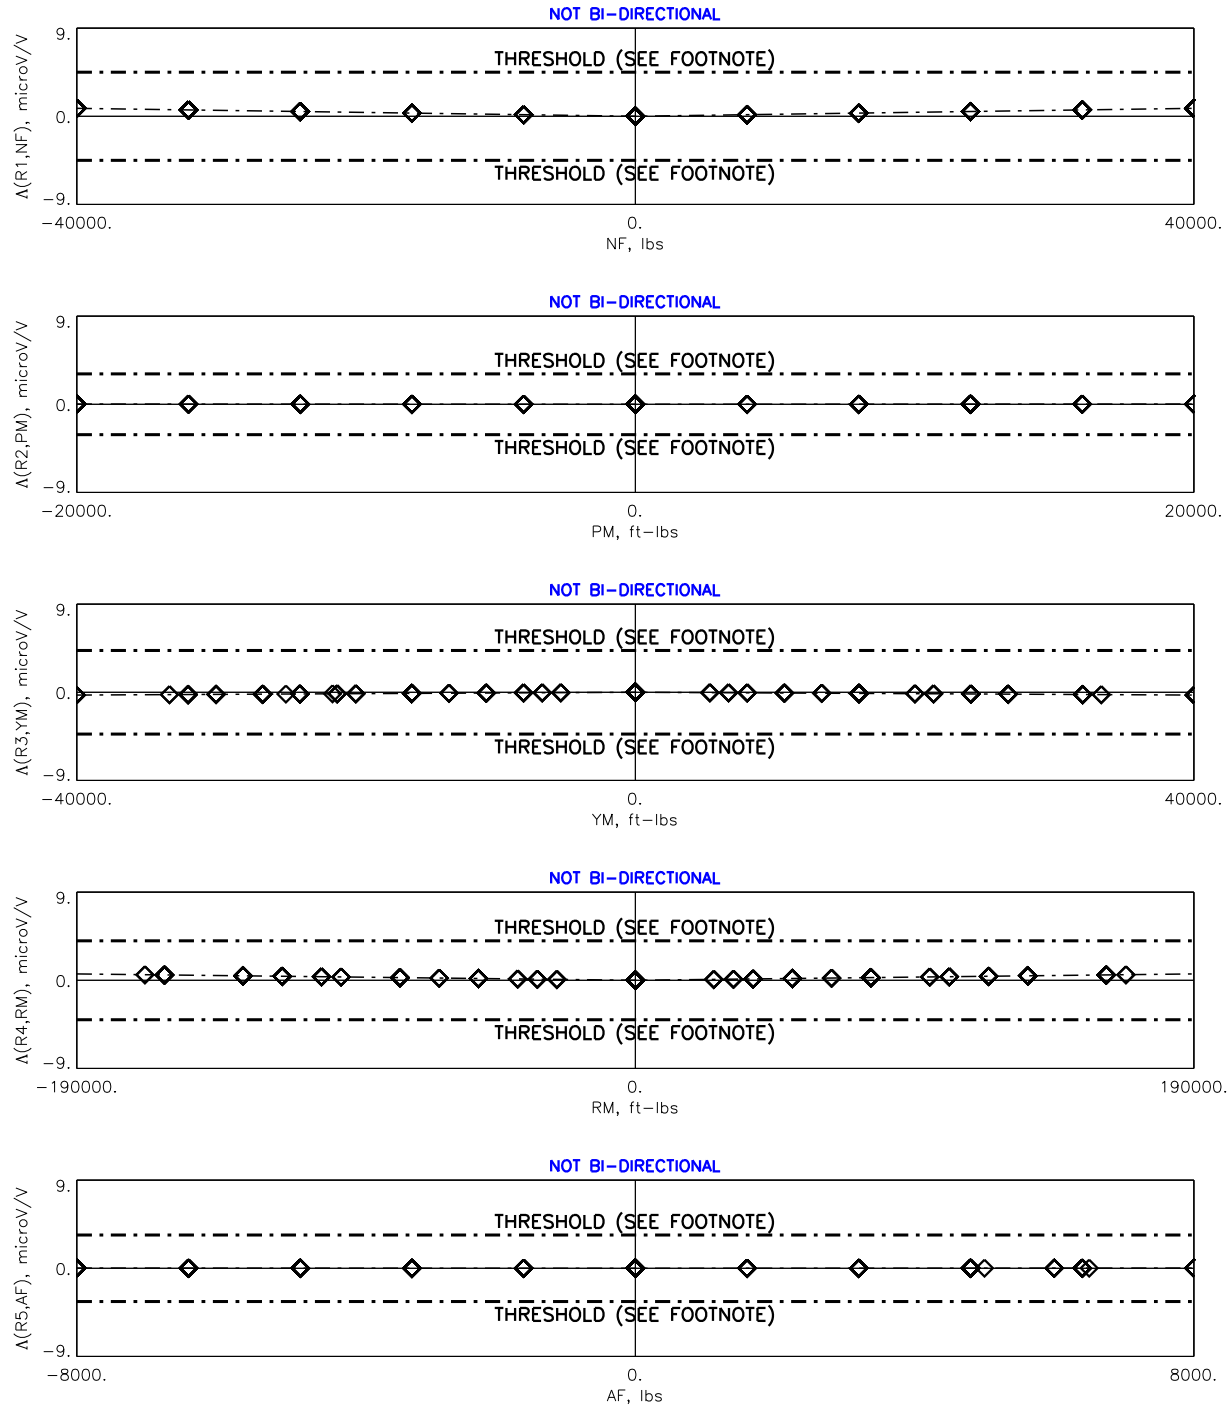 NOT BI-DIRECTIONAL
9.
THRESHOLD (SEE FOOTNOTE)
0.
Λ(R1,NF), microV/V
THRESHOLD (SEE FOOTNOTE)
-9.
-40000. 0. 40000.
NF, lbs
NOT BI-DIRECTIONAL
9.
THRESHOLD (SEE FOOTNOTE)
0.
Λ(R2,PM), microV/V
THRESHOLD (SEE FOOTNOTE)
-9.
-20000. 0. 20000.
PM, ft-lbs
NOT BI-DIRECTIONAL
9.
THRESHOLD (SEE FOOTNOTE)
0.
Λ(R3,YM), microV/V
THRESHOLD (SEE FOOTNOTE)
-9.
-40000. 0. 40000.
YM, ft-lbs
NOT BI-DIRECTIONAL
9.
THRESHOLD (SEE FOOTNOTE)
0.
Λ(R4,RM), microV/V
THRESHOLD (SEE FOOTNOTE)
-9.
-190000. 0. 190000.
RM, ft-lbs
NOT BI-DIRECTIONAL
9.
THRESHOLD (SEE FOOTNOTE)
0.
Λ(R5,AF), microV/V
THRESHOLD (SEE FOOTNOTE)
-9.
-8000. 0. 8000.
AF, lbs